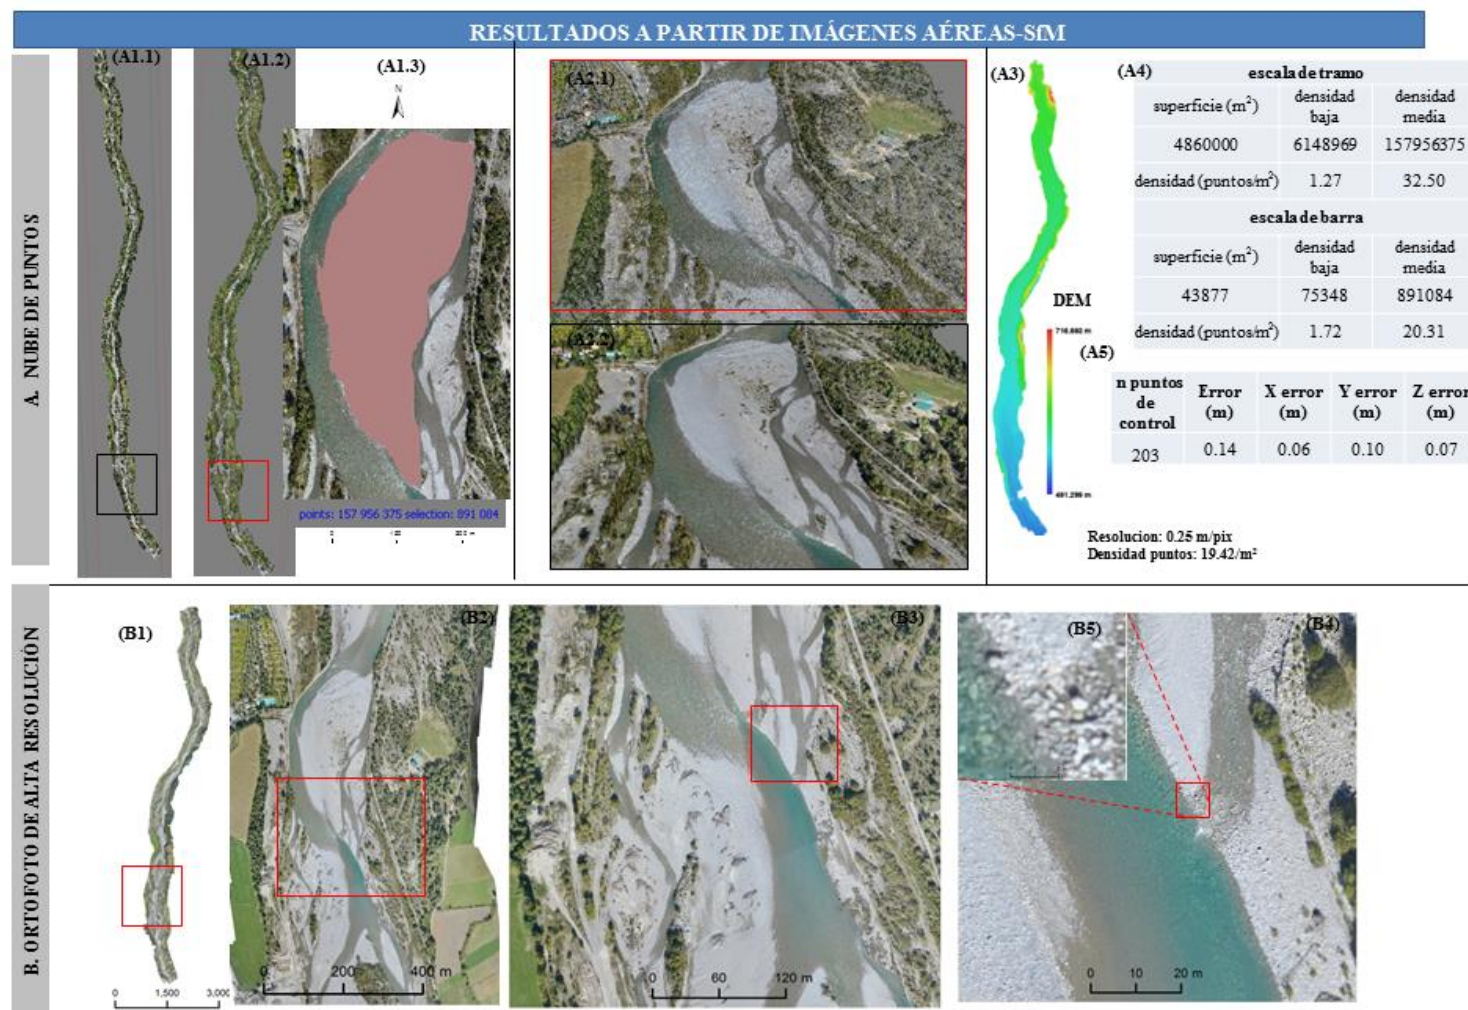 RESULTADOS A PARTIR DE IMÁGENES AÉREAS-SfM
A. NUBE DE PUNTOS
(A1.1)
(A1.2)
(A1.3)
N
points: 157 956 375 selection: 891 084
0
(A2.1)
(A2.2)
(A3)
DEM
716.660 m
491.299 m
Resolucion: 0.25 m/pix
Densidad puntos: 19.42/m²
(A4)
escala de tramo
superficie (m²) densidad baja densidad media
4860000 6148969 157956375
densidad (puntos/m²) 1.27 32.50
escala de barra
superficie (m²) densidad baja densidad media
43877 75348 891084
densidad (puntos/m²) 1.72 20.31
(A5)
n puntos de control Error (m) X error (m) Y error (m) Z error (m)
203 0.14 0.06 0.10 0.07
B. ORTOFOTO DE ALTA RESOLUCIÓN
(B1)
0 1,500 3,000
(B2)
0 200 400 m
(B3)
0 60 120 m
(B5)
(B4)
0 10 20 m